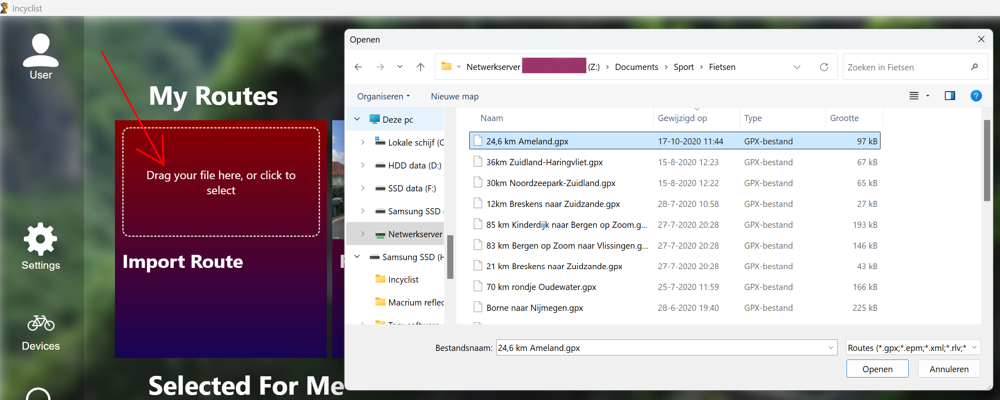 Incyclist
User
Settings
Devices
My Routes
Drag your file here, or click to
select
Import Route
Selected For Me
Openen
« Netwerkserver (Z:) › Documents › Sport › Fietsen
Zoeken in Fietsen
Organiseren
Nieuwe map
?
Deze pc
Lokale schijf (C
HDD data (D:)
SSD data (F:)
Samsung SSD (
Netwerkserver
Samsung SSD (H
Incyclist
Macrium reflec
Naam Gewijzigd op Type Grootte
24,6 km Ameland.gpx 17-10-2020 11:44 GPX-bestand 97 kB
36km Zuidland-Haringvliet.gpx 15-8-2020 12:23 GPX-bestand 67 kB
30km Noordzeepark-Zuidland.gpx 15-8-2020 12:22 GPX-bestand 65 kB
12km Breskens naar Zuidzande.gpx 28-7-2020 10:58 GPX-bestand 27 kB
85 km Kinderdijk naar Bergen op Zoom.g... 27-7-2020 20:28 GPX-bestand 193 kB
83 km Bergen op Zoom naar Vlissingen.g... 27-7-2020 20:28 GPX-bestand 146 kB
21 km Breskens naar Zuidzande.gpx 27-7-2020 20:28 GPX-bestand 43 kB
70 km rondje Oudewater.gpx 25-7-2020 11:59 GPX-bestand 166 kB
Borne naar Nijmegen.gpx 28-6-2020 19:40 GPX-bestand 225 kB
Bestandsnaam: 24,6 km Ameland.gpx
Routes (*.gpx;*.epm;*.xml;*.rlv;*.
Openen
Annuleren